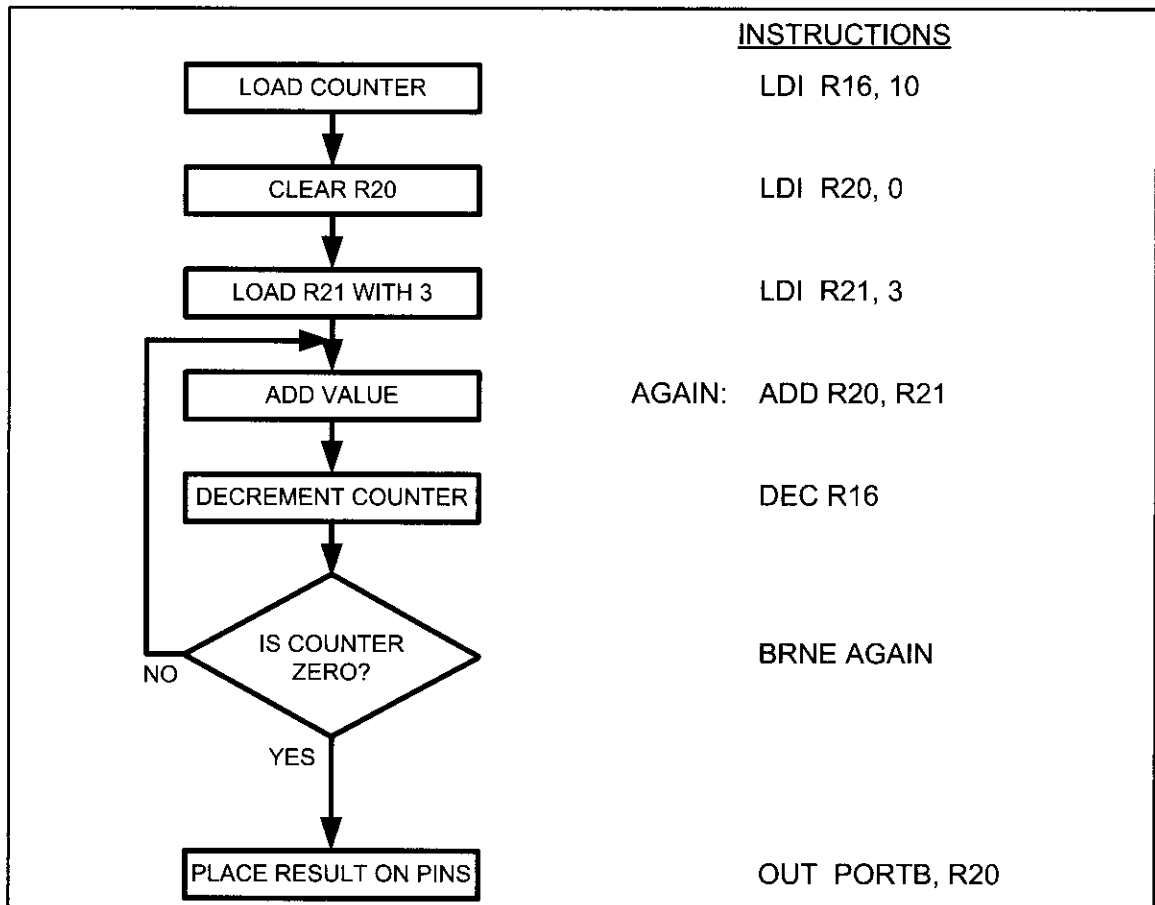 INSTRUCTIONS
LOAD COUNTER
LDI R16, 10
CLEAR R20
LDI R20, 0
LOAD R21 WITH 3
LDI R21, 3
ADD VALUE
AGAIN: ADD R20, R21
DECREMENT COUNTER
DEC R16
IS COUNTER
ZERO?
BRNE AGAIN
NO
YES
PLACE RESULT ON PINS
OUT PORTB, R20